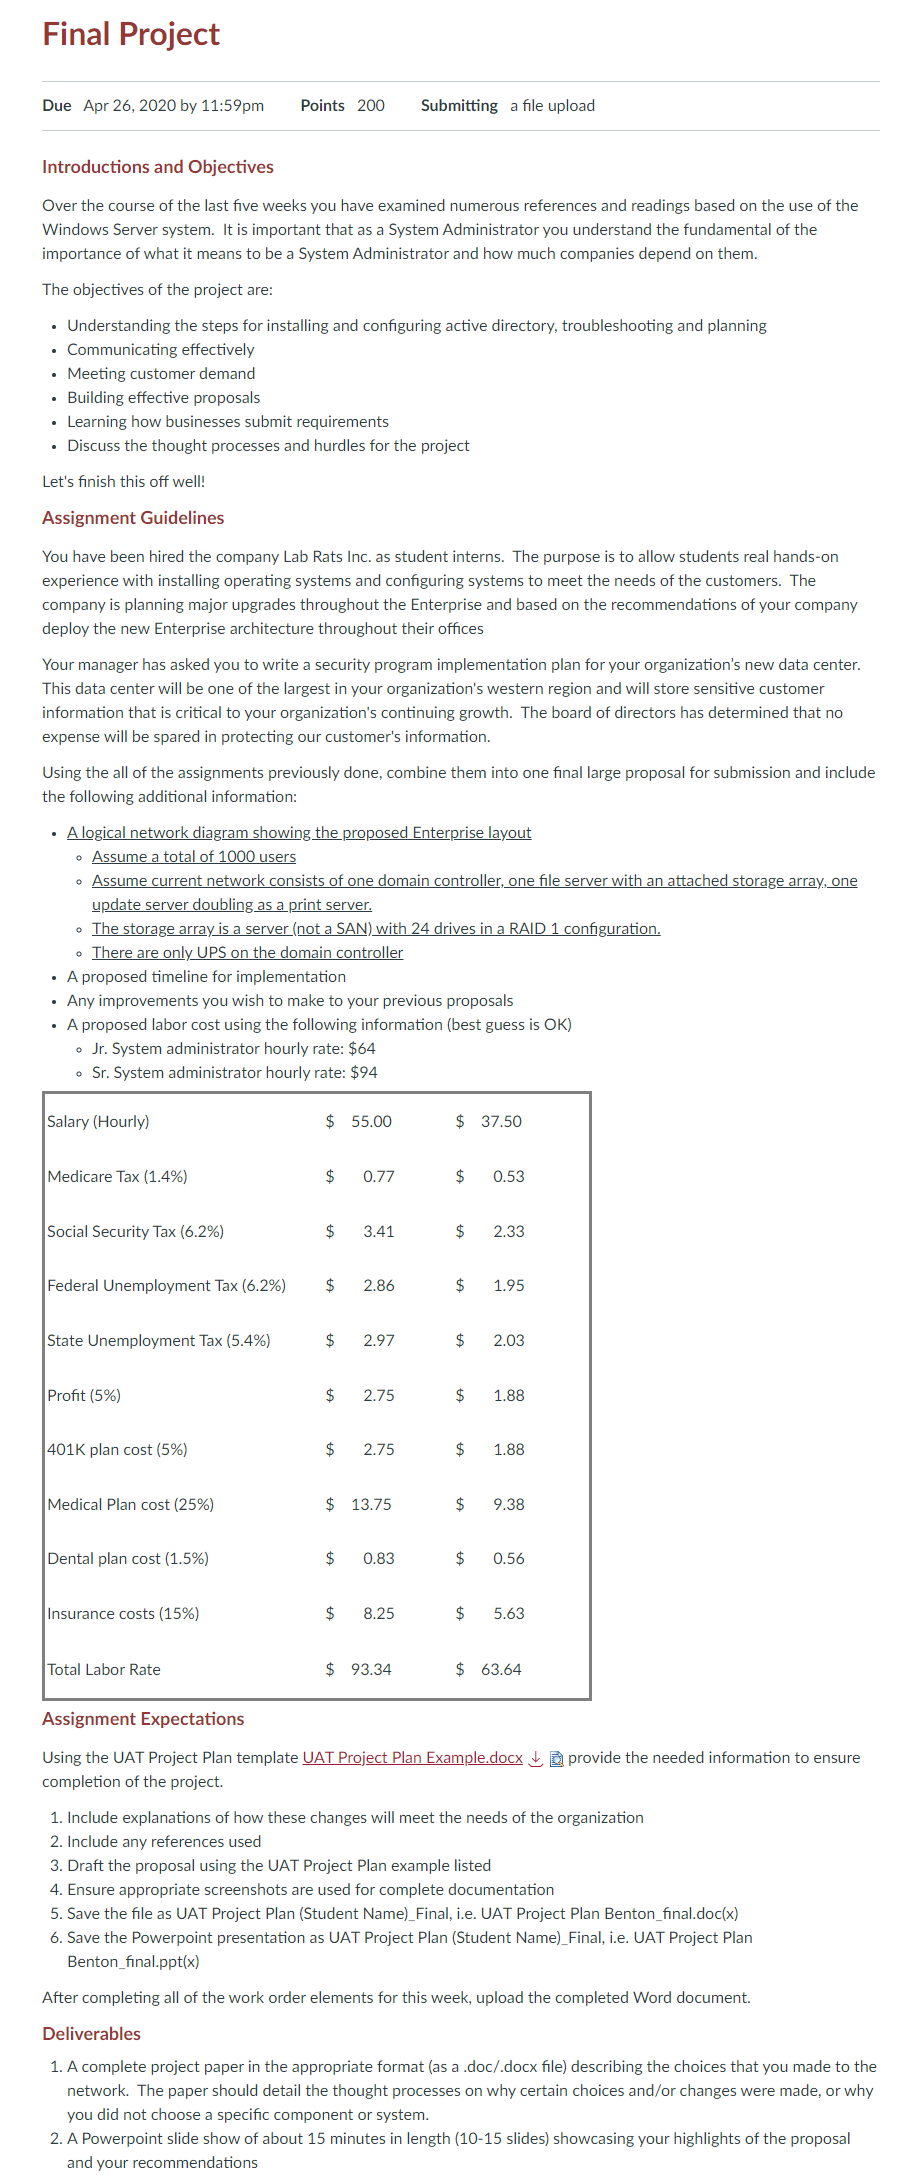 Final Project
Due Apr 26, 2020 by 11:59pm Points 200 Submitting a file upload
Introductions and Objectives
Over the course of the last five weeks you have examined numerous references and readings based on the use of the
Windows Server system. It is important that as a System Administrator you understand the fundamental of the
importance of what it means to be a System Administrator and how much companies depend on them.
The objectives of the project are:
• Understanding the steps for installing and configuring active directory, troubleshooting and planning
• Communicating effectively
• Meeting customer demand
• Building effective proposals
• Learning how businesses submit requirements
• Discuss the thought processes and hurdles for the project
Let's finish this off well!
Assignment Guidelines
You have been hired the company Lab Rats Inc. as student interns. The purpose is to allow students real hands-on
experience with installing operating systems and configuring systems to meet the needs of the customers. The
company is planning major upgrades throughout the Enterprise and based on the recommendations of your company
deploy the new Enterprise architecture throughout their offices
Your manager has asked you to write a security program implementation plan for your organization's new data center.
This data center will be one of the largest in your organization's western region and will store sensitive customer
information that is critical to your organization's continuing growth. The board of directors has determined that no
expense will be spared in protecting our customer's information.
Using the all of the assignments previously done, combine them into one final large proposal for submission and include
the following additional information:
• A logical network diagram showing the proposed Enterprise layout
◦ Assume a total of 1000 users
◦ Assume current network consists of one domain controller, one file server with an attached storage array, one
update server doubling as a print server.
◦ The storage array is a server (not a SAN) with 24 drives in a RAID 1 configuration.
◦ There are only UPS on the domain controller
• A proposed timeline for implementation
• Any improvements you wish to make to your previous proposals
• A proposed labor cost using the following information (best guess is OK)
◦ Jr. System administrator hourly rate: $64
◦ Sr. System administrator hourly rate: $94
Salary (Hourly) $ 55.00 $ 37.50
Medicare Tax (1.4%) $ 0.77 $ 0.53
Social Security Tax (6.2%) $ 3.41 $ 2.33
Federal Unemployment Tax (6.2%) $ 2.86 $ 1.95
State Unemployment Tax (5.4%) $ 2.97 $ 2.03
Profit (5%) $ 2.75 $ 1.88
401K plan cost (5%) $ 2.75 $ 1.88
Medical Plan cost (25%) $ 13.75 $ 9.38
Dental plan cost (1.5%) $ 0.83 $ 0.56
Insurance costs (15%) $ 8.25 $ 5.63
Total Labor Rate $ 93.34 $ 63.64
Assignment Expectations
Using the UAT Project Plan template UAT Project Plan Example.docx provide the needed information to ensure
completion of the project.
1. Include explanations of how these changes will meet the needs of the organization
2. Include any references used
3. Draft the proposal using the UAT Project Plan example listed
4. Ensure appropriate screenshots are used for complete documentation
5. Save the file as UAT Project Plan (Student Name)_Final, i.e. UAT Project Plan Benton_final.doc(x)
6. Save the Powerpoint presentation as UAT Project Plan (Student Name)_Final, i.e. UAT Project Plan
Benton_final.ppt(x)
After completing all of the work order elements for this week, upload the completed Word document.
Deliverables
1. A complete project paper in the appropriate format (as a .doc/.docx file) describing the choices that you made to the
network. The paper should detail the thought processes on why certain choices and/or changes were made, or why
you did not choose a specific component or system.
2. A Powerpoint slide show of about 15 minutes in length (10-15 slides) showcasing your highlights of the proposal
and your recommendations